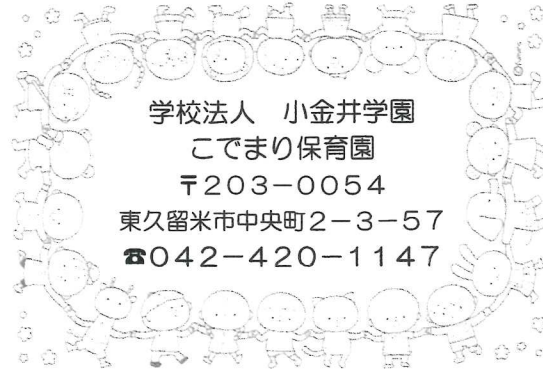 学校法人　小金井学園
こでまり保育園
〒203－0054
東久留米市中央町2－3－57
☎042－420－1147